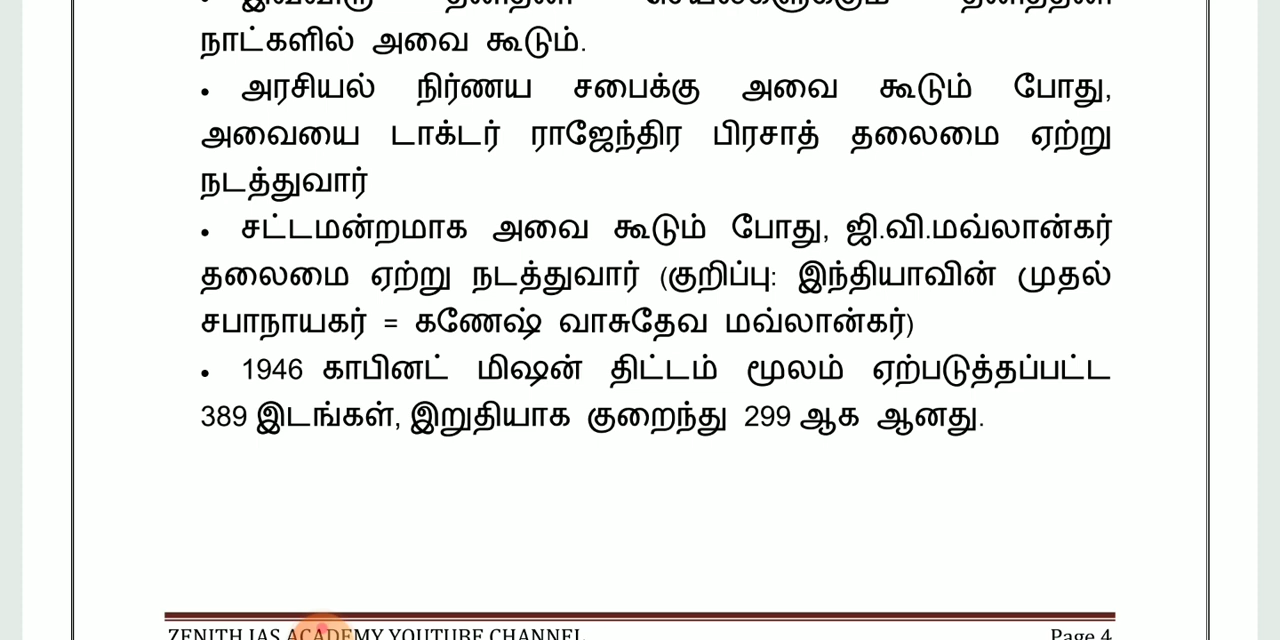 நாட்களில் அவை கூடும்.
• அரசியல் நிர்ணய சபைக்கு அவை கூடும் போது,
அவையை டாக்டர் ராஜேந்திர பிரசாத் தலைமை ஏற்று
நடத்துவார்
• சட்டமன்றமாக அவை கூடும் போது, ஜி.வி.மவ்லான்கர்
தலைமை ஏற்று நடத்துவார் (குறிப்பு: இந்தியாவின் முதல்
சபாநாயகர் = கணேஷ் வாசுதேவ மவ்லான்கர்)
• 1946 காபினட் மிஷன் திட்டம் மூலம் ஏற்படுத்தப்பட்ட
389 இடங்கள், இறுதியாக குறைந்து 299 ஆக ஆனது.
ZENITH IAS ACADEMY YOUTUBE CHANNEL Page 4